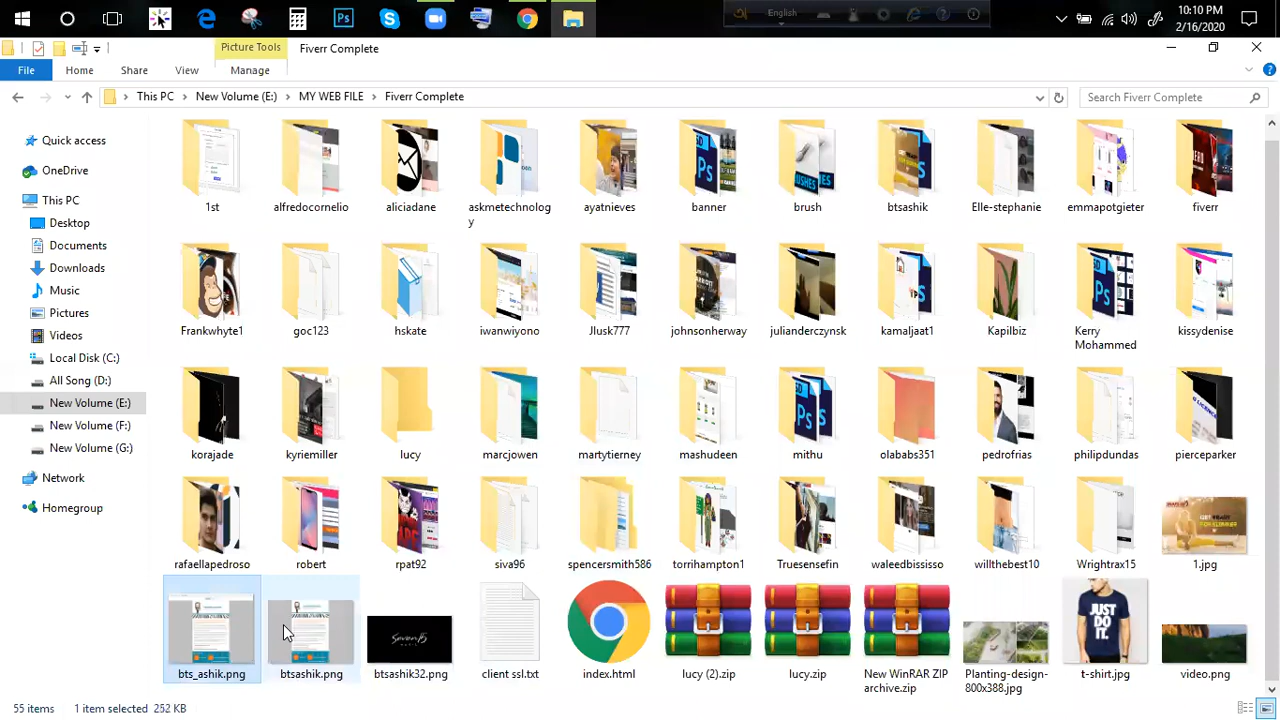 English
10:10 PM
2/16/2020
Picture Tools
Fiverr Complete
File
Home
Share
View
Manage
This PC
New Volume (E:)
MY WEB FILE
Fiverr Complete
Search Fiverr Complete
Quick access
OneDrive
This PC
Desktop
Documents
Downloads
Music
Pictures
Videos
Local Disk (C:)
All Song (D:)
New Volume (E:)
New Volume (F:)
New Volume (G:)
Network
Homegroup
1st
alfredocornelio
aliciadane
askmetechnolog
y
ayatnieves
banner
brush
btsashik
Elle-stephanie
emmapotgieter
fiverr
Frankwhyte1
goc123
hskate
iwanwiyono
Jlusk777
johnsonherway
julianderczynsk
kamaljaat1
Kapilbiz
Kerry
Mohammed
kissydenise
korajade
kyriemiller
lucy
marcjowen
martytierney
mashudeen
mithu
olababs351
pedrofrias
philipdundas
pierceparker
rafaellapedroso
robert
rpat92
siva96
spencersmith586
torrihampton1
Truesensefin
waleedbississo
willthebest10
Wrightrax15
1.jpg
bts_ashik.png
btsashik.png
btsashik32.png
client ssl.txt
index.html
lucy (2).zip
lucy.zip
New WinRAR ZIP
archive.zip
Planting-design-
800x388.jpg
JUST
DO
t-shirt.jpg
video.png
55 items
1 item selected 252 KB